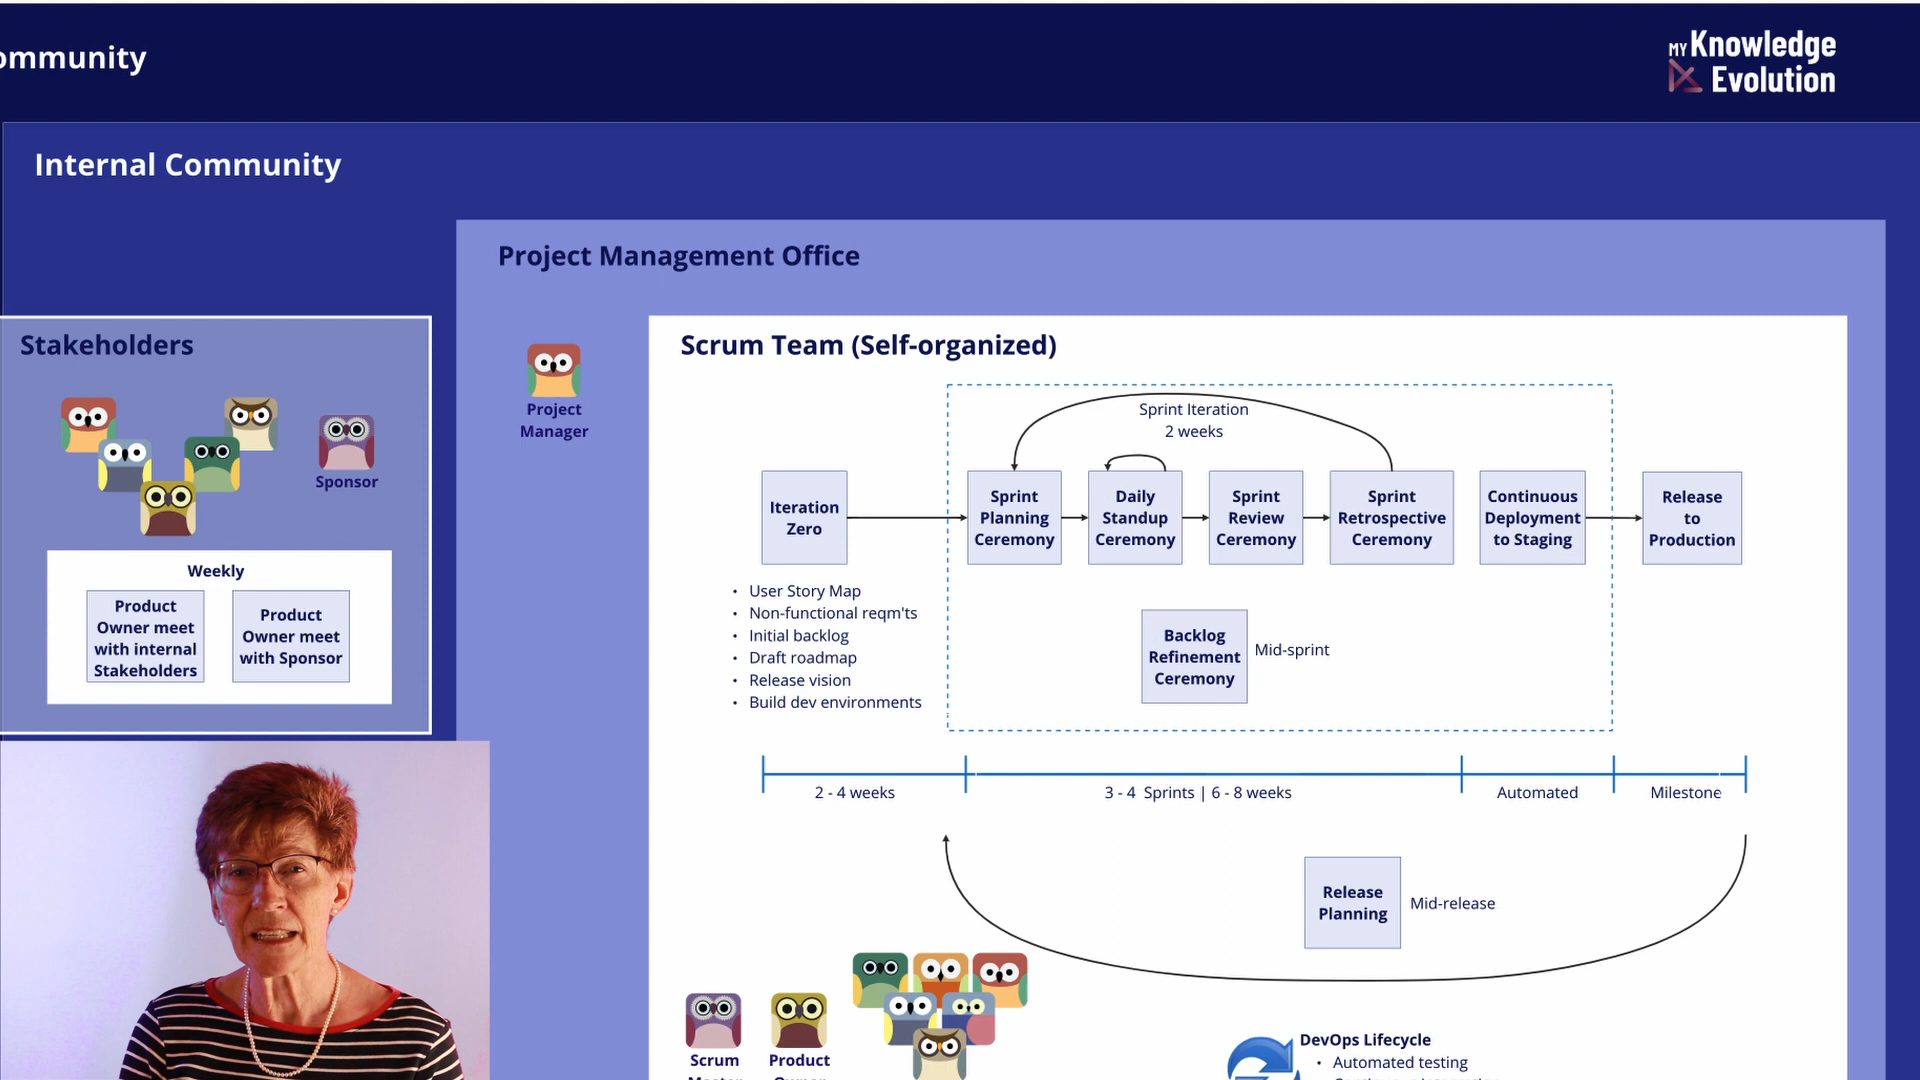 ommunity
MY Knowledge
Evolution
Internal Community
Project Management Office
Stakeholders
Sponsor
Weekly
Product
Owner meet
with internal
Stakeholders
Product
Owner meet
with Sponsor
Project
Manager
Scrum Team (Self-organized)
Sprint Iteration
2 weeks
Iteration
Zero
Sprint
Planning
Ceremony
Daily
Standup
Ceremony
Sprint
Review
Ceremony
Sprint
Retrospective
Ceremony
Continuous
Deployment
to Staging
Release
to
Production
• User Story Map
• Non-functional reqm'ts
• Initial backlog
• Draft roadmap
• Release vision
• Build dev environments
Backlog
Refinement
Ceremony
Mid-sprint
2 - 4 weeks
3 - 4 Sprints | 6 - 8 weeks
Automated
Milestone
Release
Planning
Mid-release
Scrum
Product
DevOps Lifecycle
• Automated testing